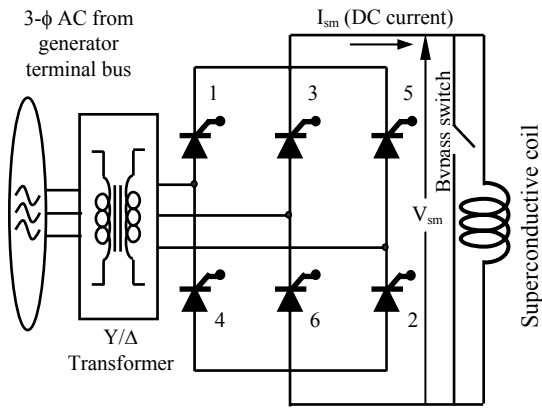 3-ϕ AC from
generator
terminal bus
I_sm (DC current)
1
3
5
Bypass switch
V_sm
Superconductive coil
4
6
2
Y/Δ
Transformer